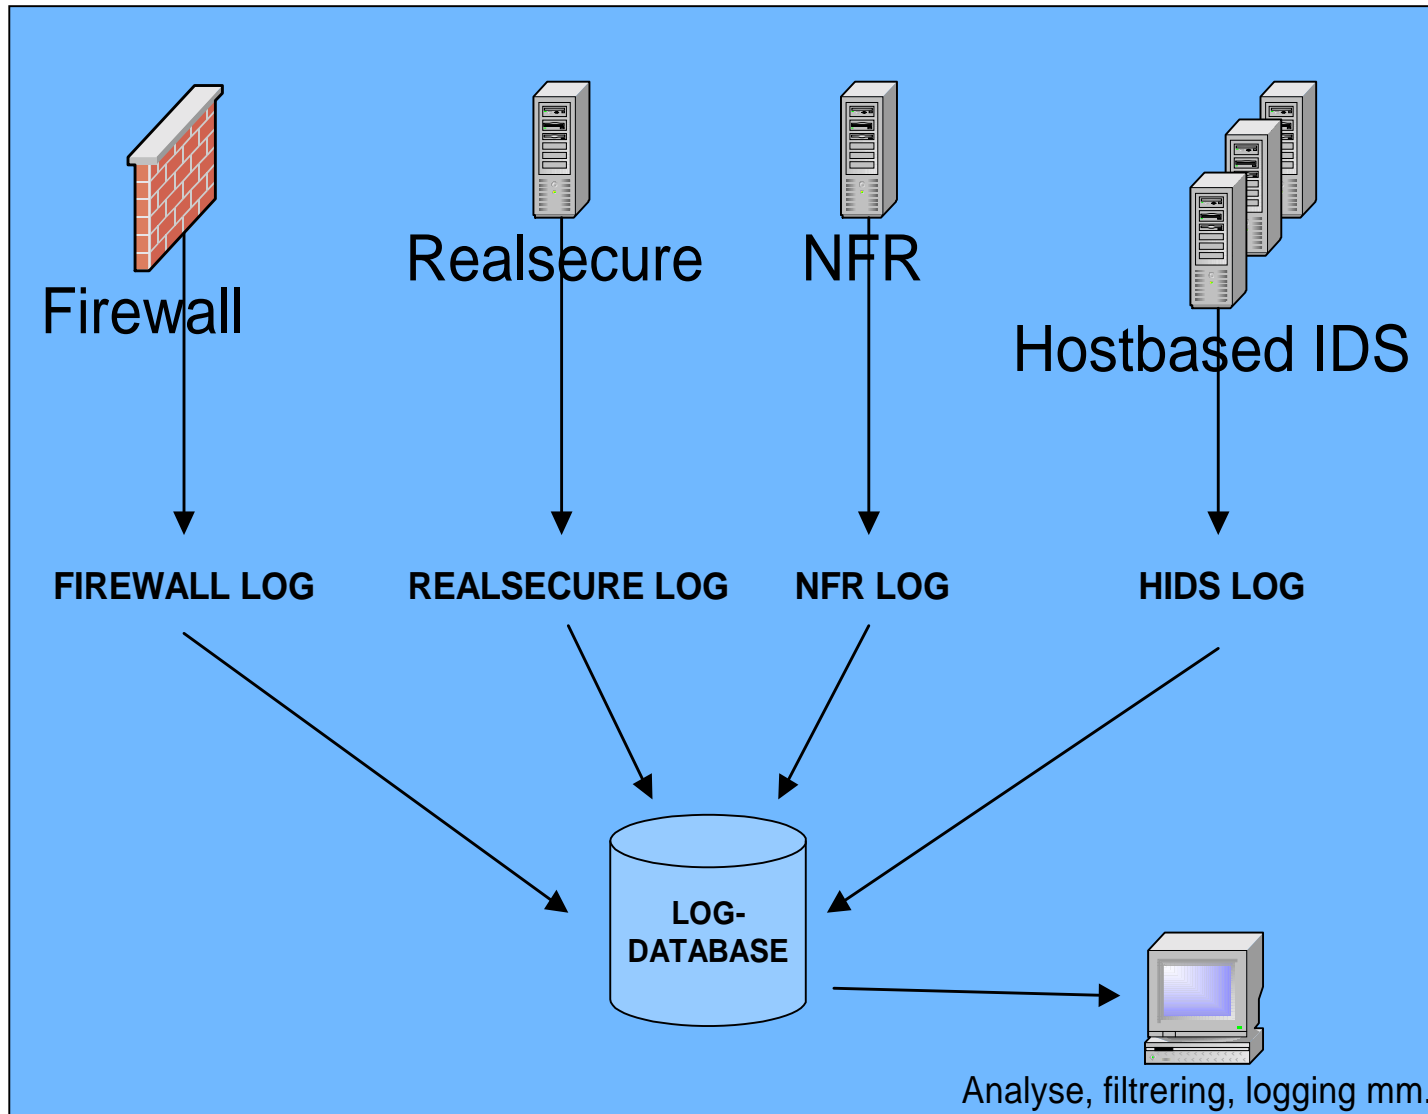 Firewall
Realsecure
NFR
Hostbased IDS
FIREWALL LOG
REALSECURE LOG
NFR LOG
HIDS LOG
LOG-
DATABASE
Analyse, filtrering, logging mm.